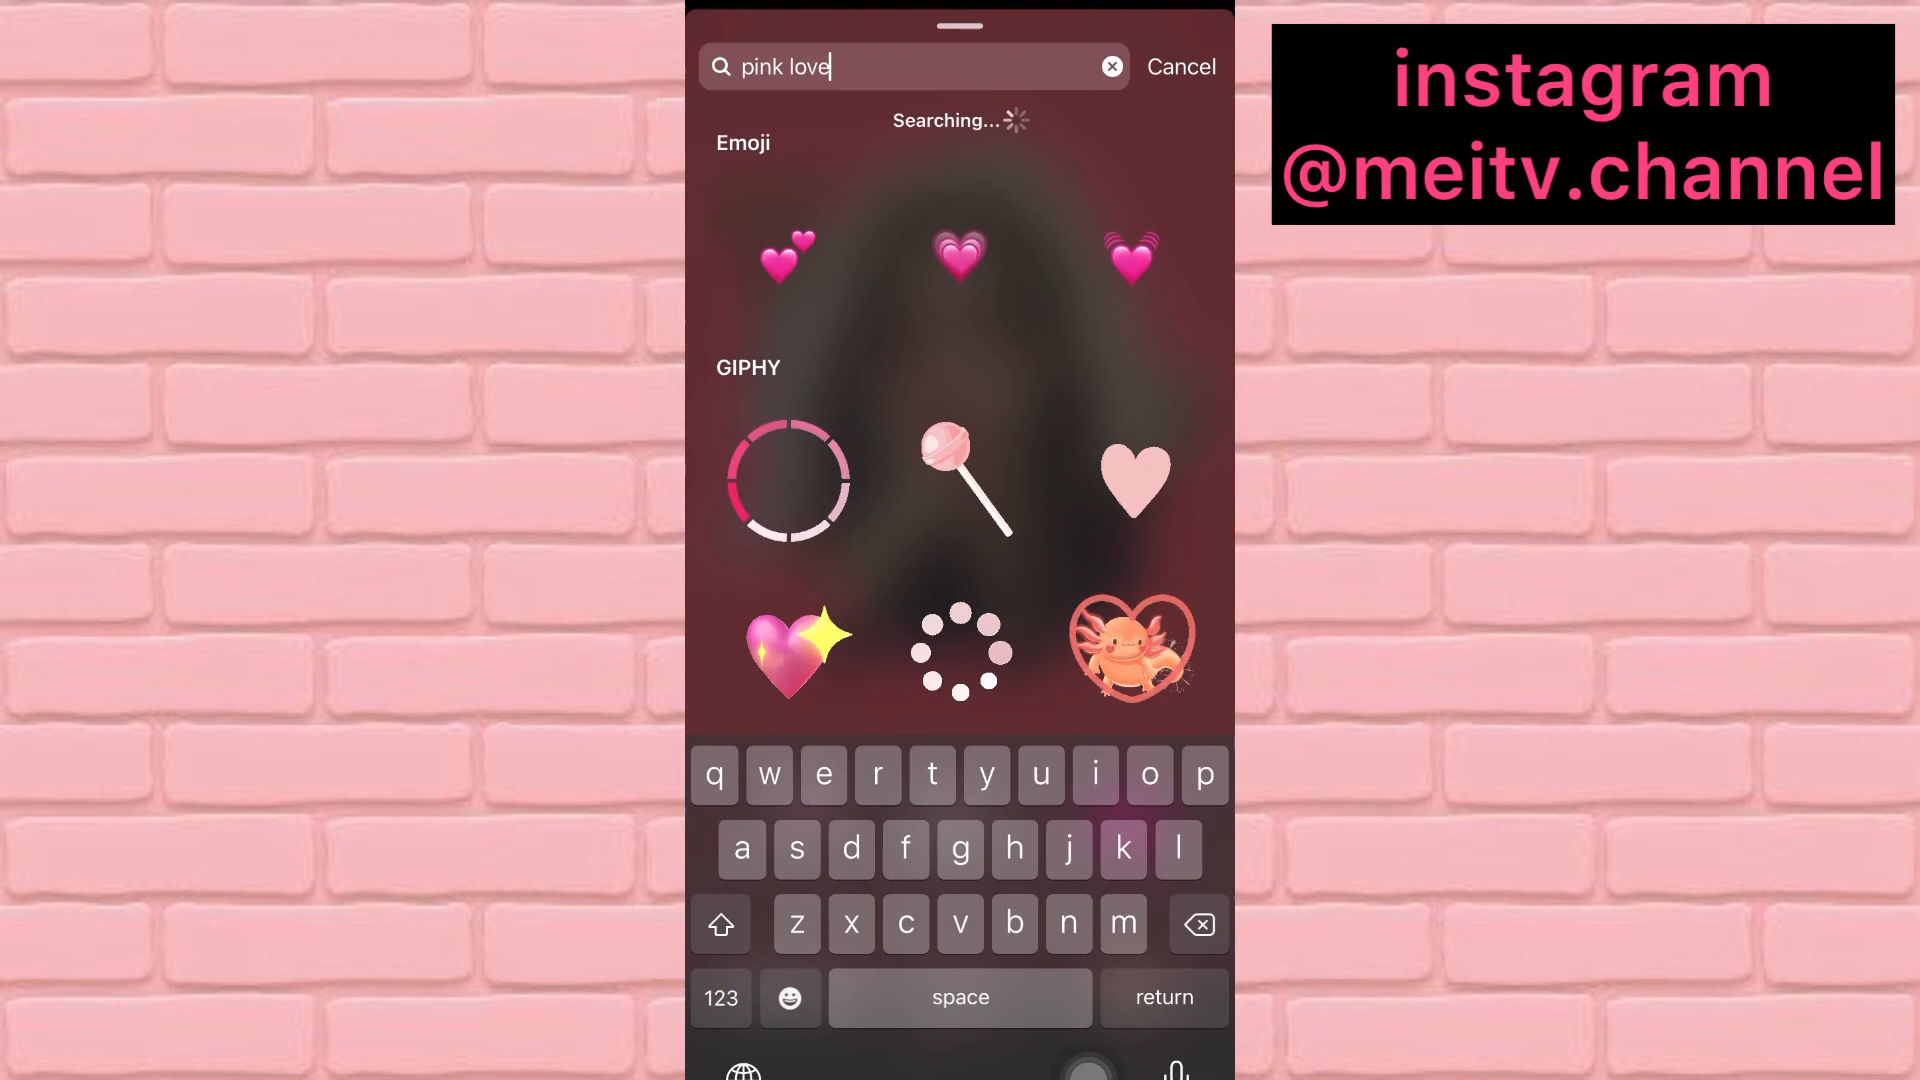 pink love
Cancel
Searching...
Emoji
GIPHY
q w e r t y u i o p
a s d f g h j k l
z x c v b n m
123
space
return
instagram
@meitv.channel